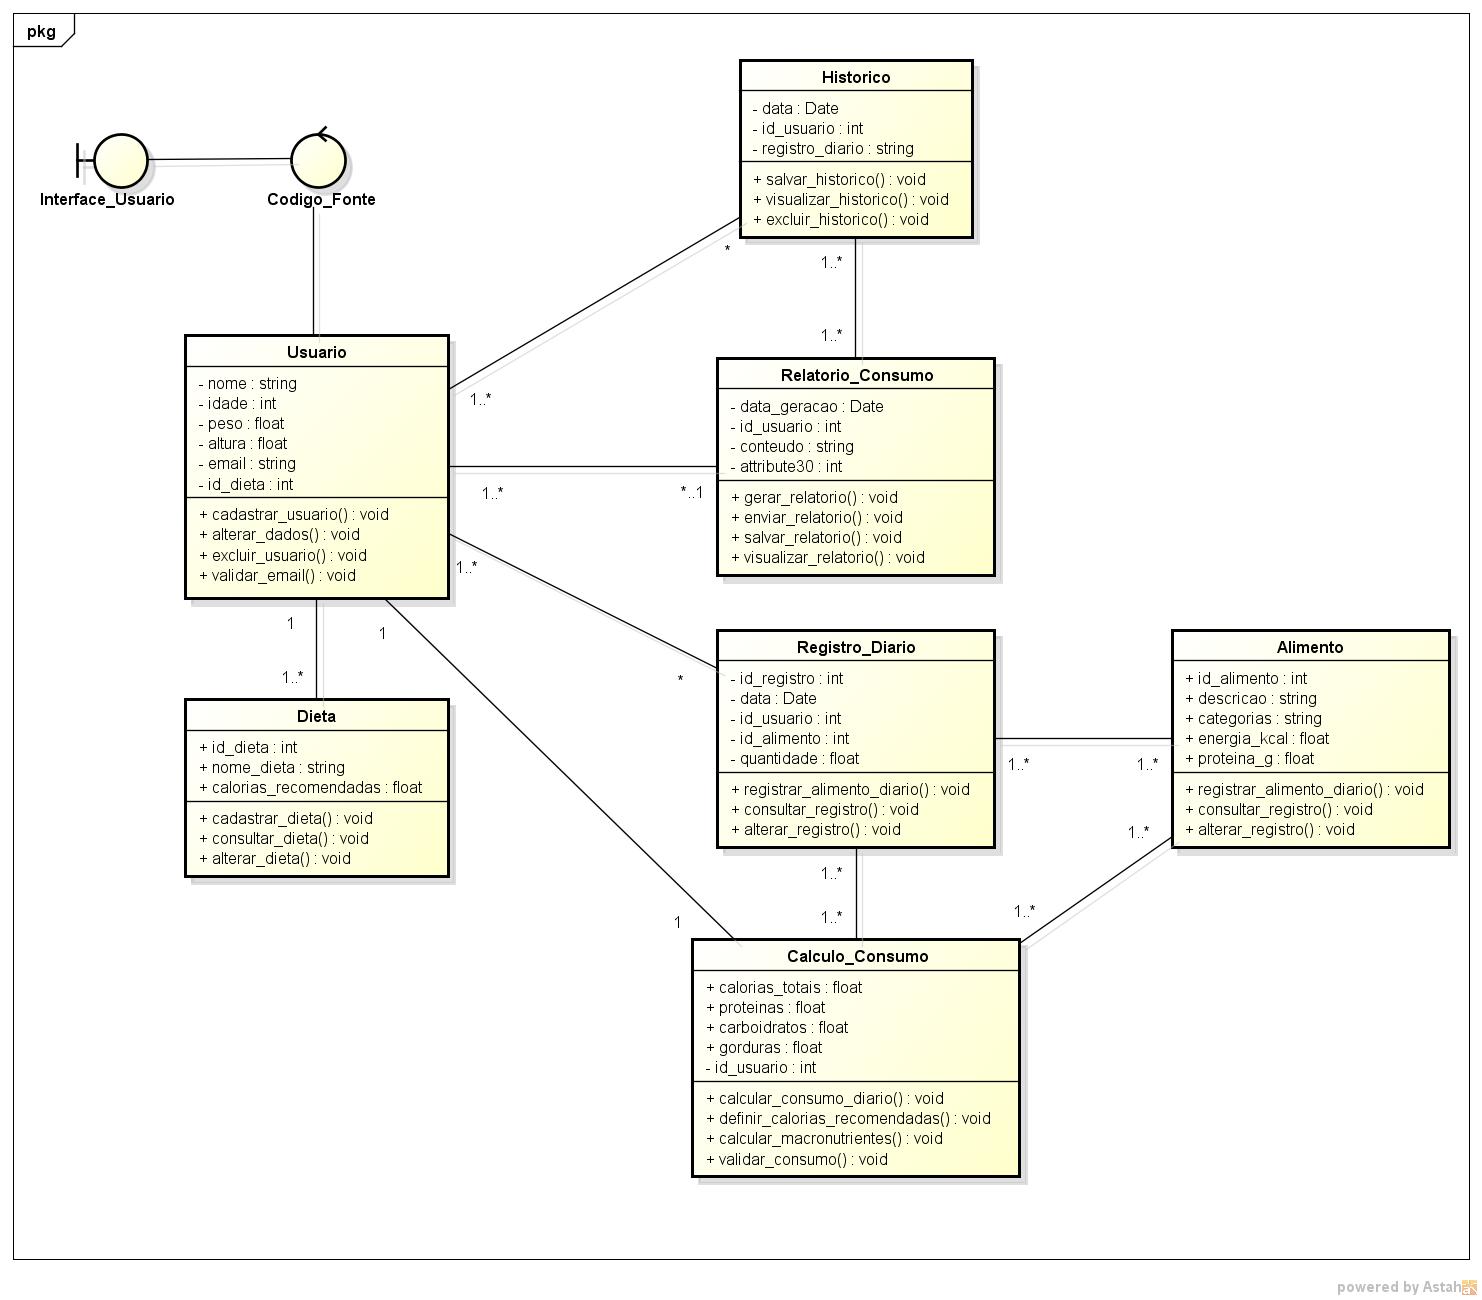 pkg
Interface_Usuario
Codigo_Fonte
Historico
- data : Date
- id_usuario : int
- registro_diario : string
+ salvar_historico() : void
+ visualizar_historico() : void
+ excluir_historico() : void
*
1..*
1..*
1..*
Usuario
- nome : string
- idade : int
- peso : float
- altura : float
- email : string
- id_dieta : int
+ cadastrar_usuario() : void
+ alterar_dados() : void
+ excluir_usuario() : void
+ validar_email() : void
Relatorio_Consumo
- data_geracao : Date
- id_usuario : int
- conteudo : string
- attribute30 : int
+ gerar_relatorio() : void
+ enviar_relatorio() : void
+ salvar_relatorio() : void
+ visualizar_relatorio() : void
1..*
*..1
1..*
*
1
1..*
1
1
Dieta
+ id_dieta : int
+ nome_dieta : string
+ calorias_recomendadas : float
+ cadastrar_dieta() : void
+ consultar_dieta() : void
+ alterar_dieta() : void
Registro_Diario
- id_registro : int
- data : Date
- id_usuario : int
- id_alimento : int
- quantidade : float
+ registrar_alimento_diario() : void
+ consultar_registro() : void
+ alterar_registro() : void
1..*
1..*
Alimento
+ id_alimento : int
+ descricao : string
+ categorias : string
+ energia_kcal : float
+ proteina_g : float
+ registrar_alimento_diario() : void
+ consultar_registro() : void
+ alterar_registro() : void
1..*
1..*
1..*
1..*
Calculo_Consumo
+ calorias_totais : float
+ proteinas : float
+ carboidratos : float
+ gorduras : float
- id_usuario : int
+ calcular_consumo_diario() : void
+ definir_calorias_recomendadas() : void
+ calcular_macronutrientes() : void
+ validar_consumo() : void
powered by Astah